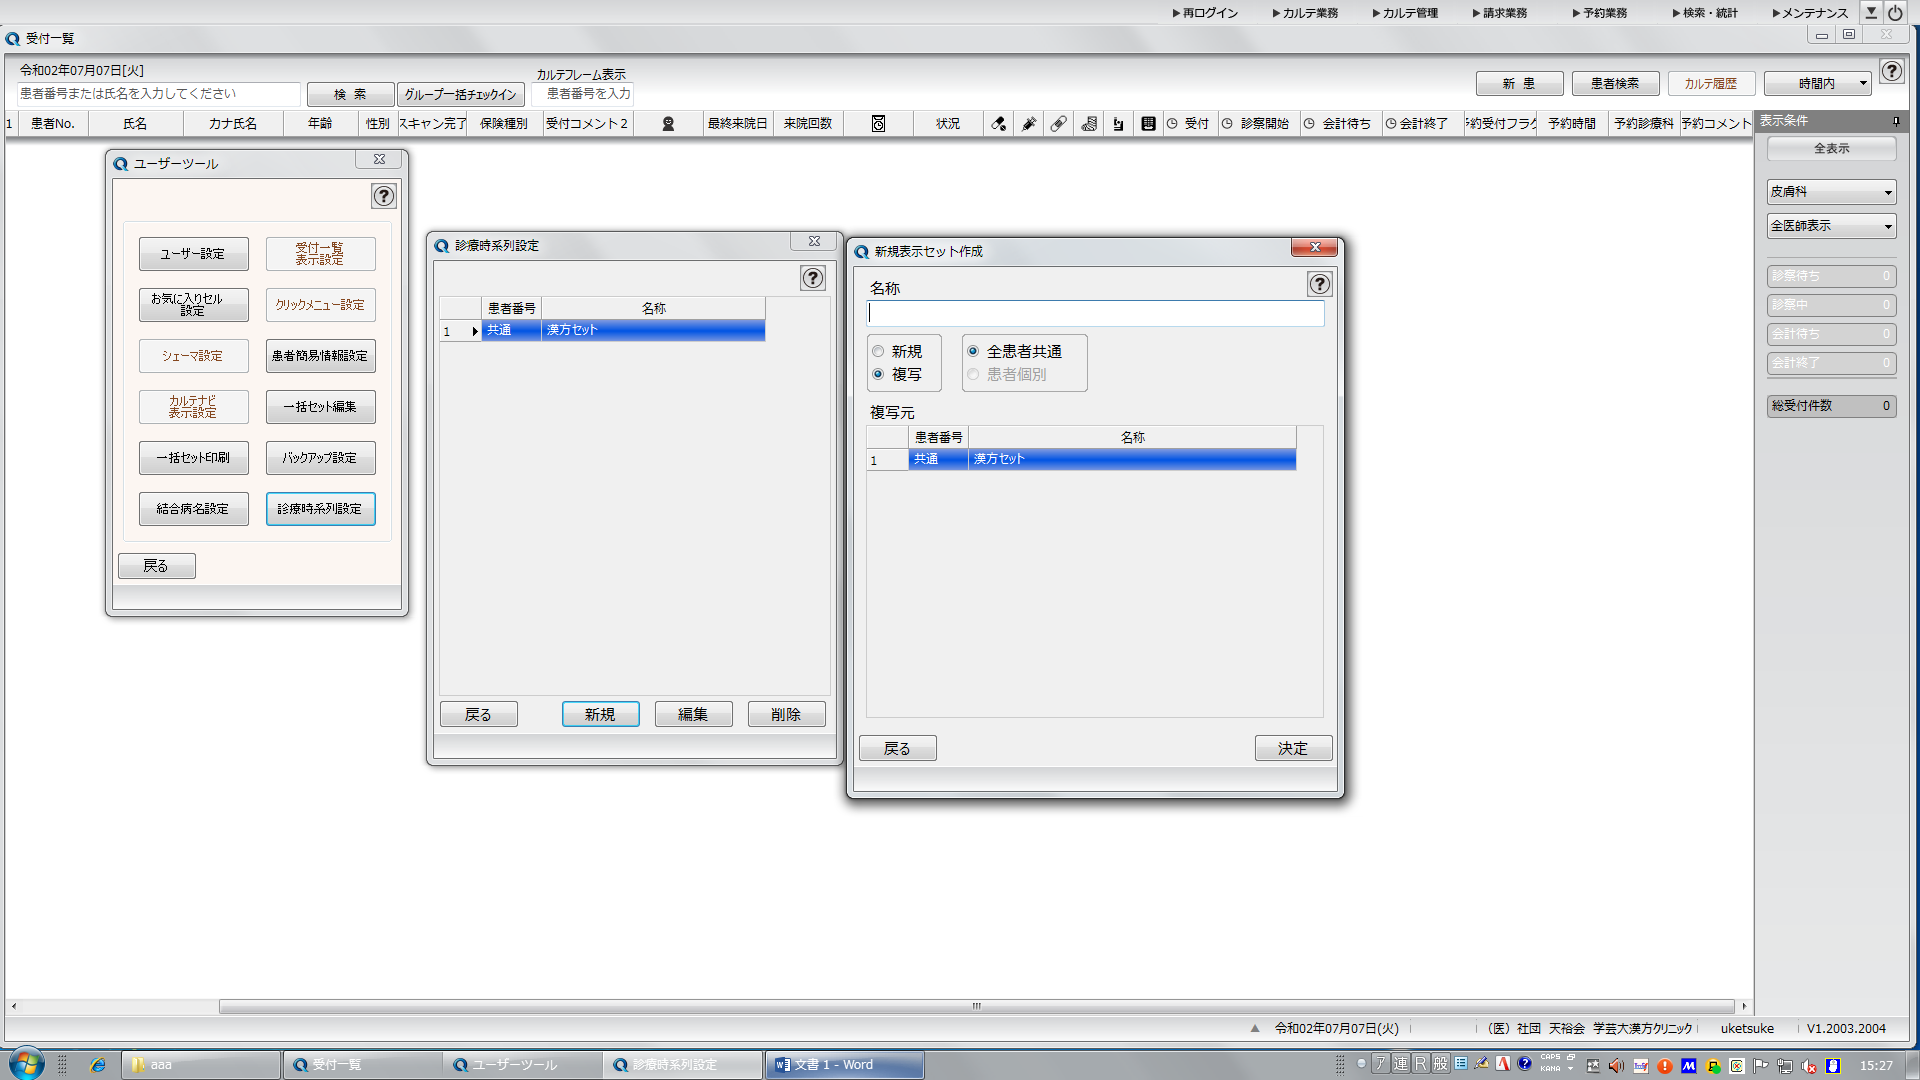 ▶再ログイン ▶カルテ業務 ▶カルテ管理 ▶請求業務 ▶予約業務 ▶検索・統計 ▶メンテナンス
受付一覧
令和02年07月07日[火]
患者番号または氏名を入力してください
検 索
グループ一括チェックイン
カルテフレーム表示
患者番号を入力
新 患
患者検索
カルテ履歴
時間内
1 患者No. 氏名 カナ氏名 年齢 性別 スキャン完了 保険種別 受付コメント2 最終来院日 来院回数 状況 受付 診察開始 会計待ち 会計終了 予約受付フラグ 予約時間 予約診療科 予約コメント
表示条件
全表示
皮膚科
全医師表示
診察待ち 0
診察中 0
会計待ち 0
会計終了 0
総受付件数 0
ユーザーツール
ユーザー設定
受付一覧
表示設定
お気に入りセル
設定
クリックメニュー設定
シェーマ設定
患者簡易情報設定
カルテナビ
表示設定
一括セット編集
一括セット印刷
バックアップ設定
結合病名設定
診療時系列設定
戻る
診療時系列設定
患者番号 名称
1 共通 漢方セット
戻る 新規 編集 削除
新規表示セット作成
名称
新規
複写
全患者共通
患者個別
複写元
患者番号 名称
1 共通 漢方セット
戻る 決定
▲ 令和02年07月07日(火) （医）社団 天裕会 学芸大漢方クリニック uketsuke V1.2003.2004
aaa
受付一覧
ユーザーツール
診療時系列設定
文書 1 - Word
ア 連 R 般
CAPS
KANA
15:27